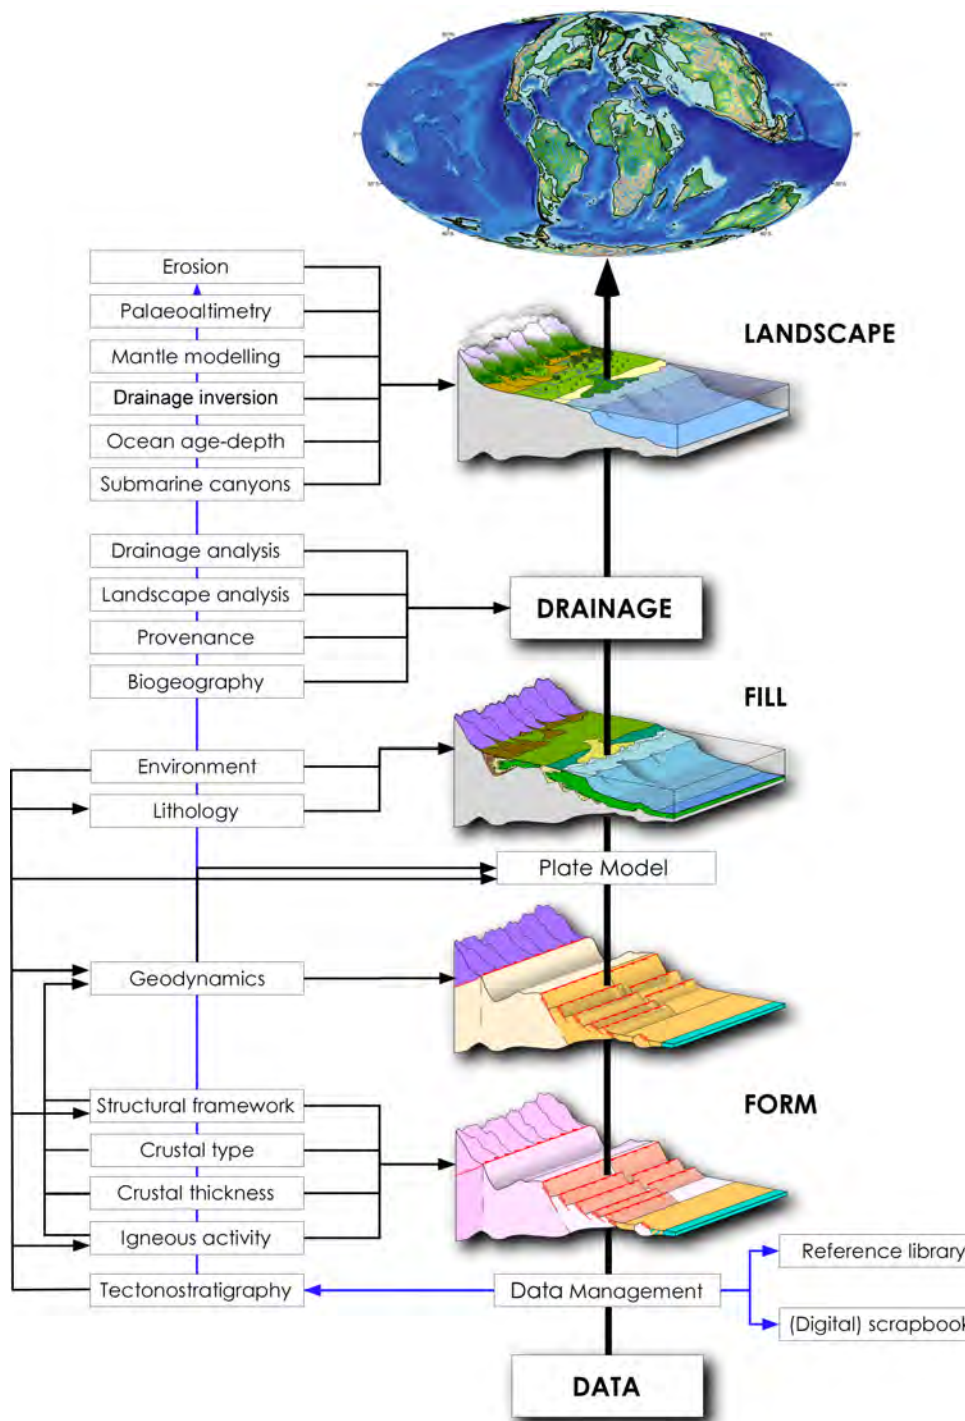 Erosion
Palaeoaltimetry
Mantle modelling
Drainage inversion
Ocean age-depth
Submarine canyons
LANDSCAPE
Drainage analysis
Landscape analysis
Provenance
Biogeography
DRAINAGE
FILL
Environment
Lithology
Plate Model
Geodynamics
Structural framework
Crustal type
Crustal thickness
Igneous activity
Tectonostratigraphy
FORM
Data Management
Reference library
(Digital) scrapbook
DATA